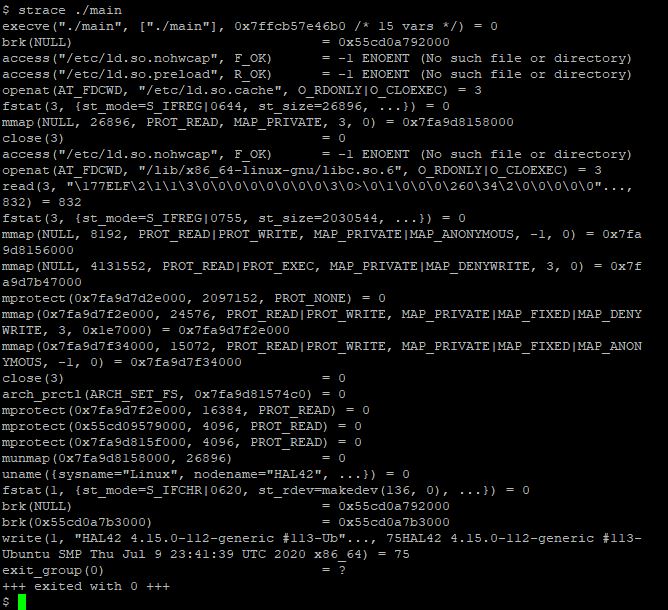 $ strace ./main
execve("./main", ["./main"], 0x7ffcb57e46b0 /* 15 vars */) = 0
brk(NULL)                               = 0x55cd0a792000
access("/etc/ld.so.nohwcap", F_OK)      = -1 ENOENT (No such file or directory)
access("/etc/ld.so.preload", R_OK)      = -1 ENOENT (No such file or directory)
openat(AT_FDCWD, "/etc/ld.so.cache", O_RDONLY|O_CLOEXEC) = 3
fstat(3, {st_mode=S_IFREG|0644, st_size=26896, ...}) = 0
mmap(NULL, 26896, PROT_READ, MAP_PRIVATE, 3, 0) = 0x7fa9d8158000
close(3)                                = 0
access("/etc/ld.so.nohwcap", F_OK)      = -1 ENOENT (No such file or directory)
openat(AT_FDCWD, "/lib/x86_64-linux-gnu/libc.so.6", O_RDONLY|O_CLOEXEC) = 3
read(3, "\177ELF\2\1\1\3\0\0\0\0\0\0\0\0\3\0>\0\1\0\0\0\260\34\2\0\0\0\0\0"...,
832) = 832
fstat(3, {st_mode=S_IFREG|0755, st_size=2030544, ...}) = 0
mmap(NULL, 8192, PROT_READ|PROT_WRITE, MAP_PRIVATE|MAP_ANONYMOUS, -1, 0) = 0x7fa
9d8156000
mmap(NULL, 4131552, PROT_READ|PROT_EXEC, MAP_PRIVATE|MAP_DENYWRITE, 3, 0) = 0x7f
a9d7b47000
mprotect(0x7fa9d7d2e000, 2097152, PROT_NONE) = 0
mmap(0x7fa9d7f2e000, 24576, PROT_READ|PROT_WRITE, MAP_PRIVATE|MAP_FIXED|MAP_DENY
WRITE, 3, 0x1e7000) = 0x7fa9d7f2e000
mmap(0x7fa9d7f34000, 15072, PROT_READ|PROT_WRITE, MAP_PRIVATE|MAP_FIXED|MAP_ANON
YMOUS, -1, 0) = 0x7fa9d7f34000
close(3)                                = 0
arch_prctl(ARCH_SET_FS, 0x7fa9d81574c0) = 0
mprotect(0x7fa9d7f2e000, 16384, PROT_READ) = 0
mprotect(0x55cd09579000, 4096, PROT_READ) = 0
mprotect(0x7fa9d815f000, 4096, PROT_READ) = 0
munmap(0x7fa9d8158000, 26896)           = 0
uname({sysname="Linux", nodename="HAL42", ...}) = 0
fstat(1, {st_mode=S_IFCHR|0620, st_rdev=makedev(136, 0), ...}) = 0
brk(NULL)                               = 0x55cd0a792000
brk(0x55cd0a7b3000)                     = 0x55cd0a7b3000
write(1, "HAL42 4.15.0-112-generic #113-Ub"..., 75HAL42 4.15.0-112-generic #113-
Ubuntu SMP Thu Jul 9 23:41:39 UTC 2020 x86_64) = 75
exit_group(0)                           = ?
+++ exited with 0 +++
$